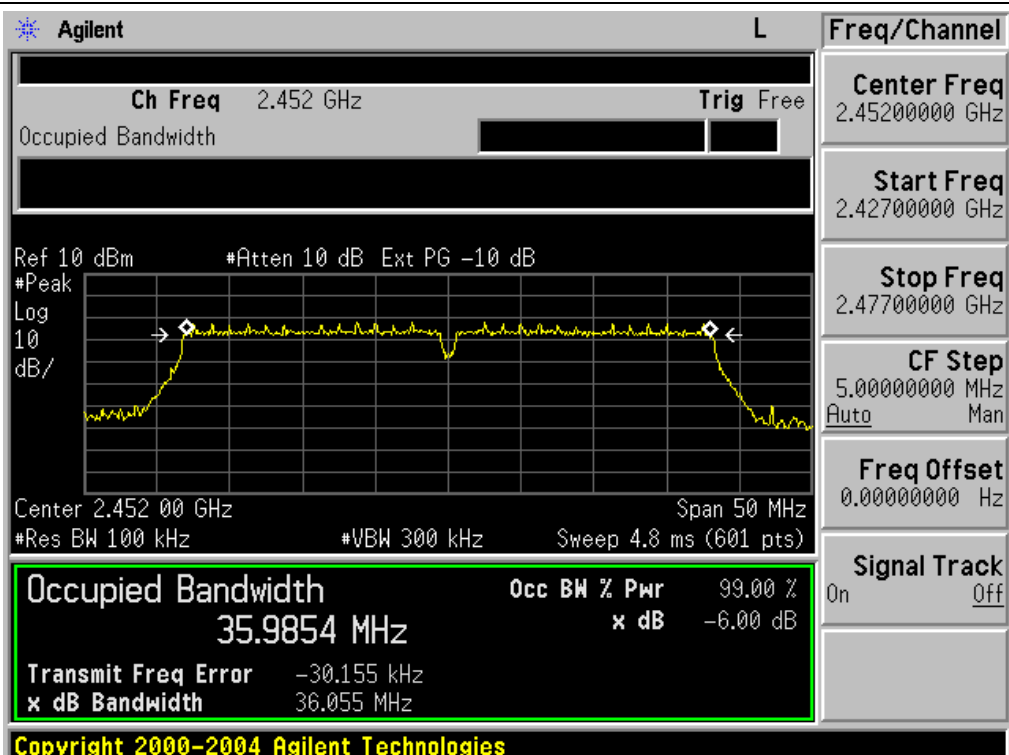 Agilent L Freq/Channel
Ch Freq 2.452 GHz Trig Free
Occupied Bandwidth
Center Freq
2.45200000 GHz
Start Freq
2.42700000 GHz
Stop Freq
2.47700000 GHz
CF Step
5.00000000 MHz
Auto Man
Freq Offset
0.00000000 Hz
Signal Track
On Off
Ref 10 dBm #Atten 10 dB Ext PG -10 dB
#Peak
Log
10
dB/
Center 2.452 00 GHz Span 50 MHz
#Res BW 100 kHz #VBW 300 kHz Sweep 4.8 ms (601 pts)
Occupied Bandwidth Occ BW % Pwr 99.00 %
35.9854 MHz x dB -6.00 dB
Transmit Freq Error -30.155 kHz
x dB Bandwidth 36.055 MHz
Copyright 2000-2004 Agilent Technologies